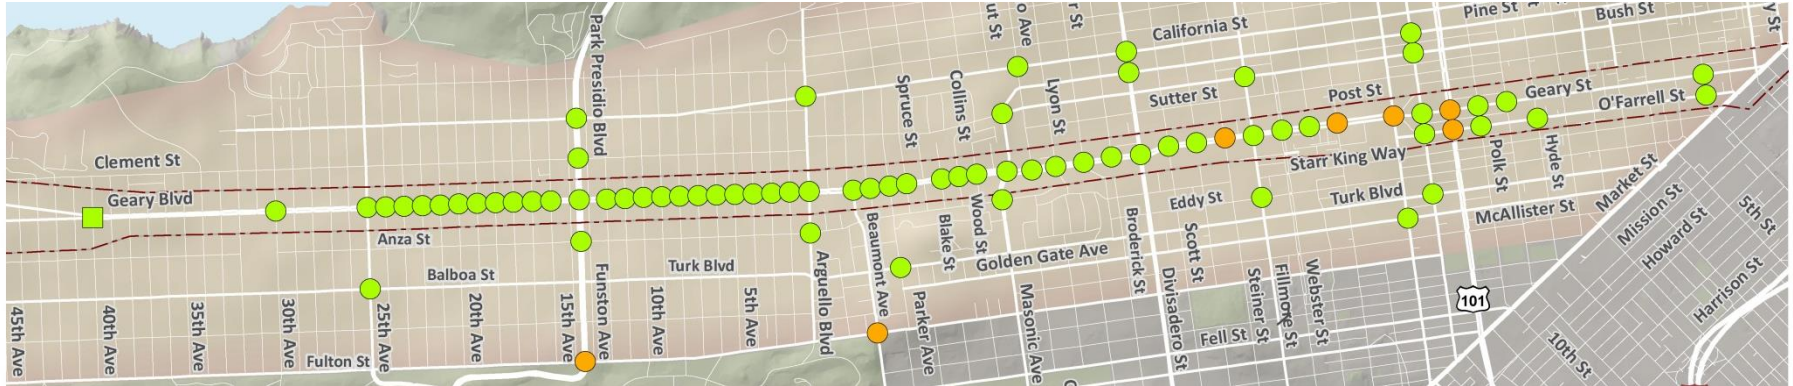 Pine St
Bush St
California St
Park Presidio Blvd
Spruce St
Collins St
Lyon St
Sutter St
Post St
Geary St
O'Farrell St
Clement St
Geary Blvd
Starr King Way
Polk St
Hyde St
Market St
Mission St
Howard St
5th St
Harrison St
Anza St
Eddy St
Turk Blvd
McAllister St
Beaumont Ave
Blake St
Wood St
Golden Gate Ave
Broderick St
Scott St
Balboa St
Turk Blvd
45th Ave
40th Ave
35th Ave
30th Ave
25th Ave
20th Ave
15th Ave
Funston Ave
10th Ave
5th Ave
Arguello Blvd
Parker Ave
Masonic Ave
Divisadero St
Steiner St
Fillmore St
Webster St
101
Fulton St
Fell St
10th St